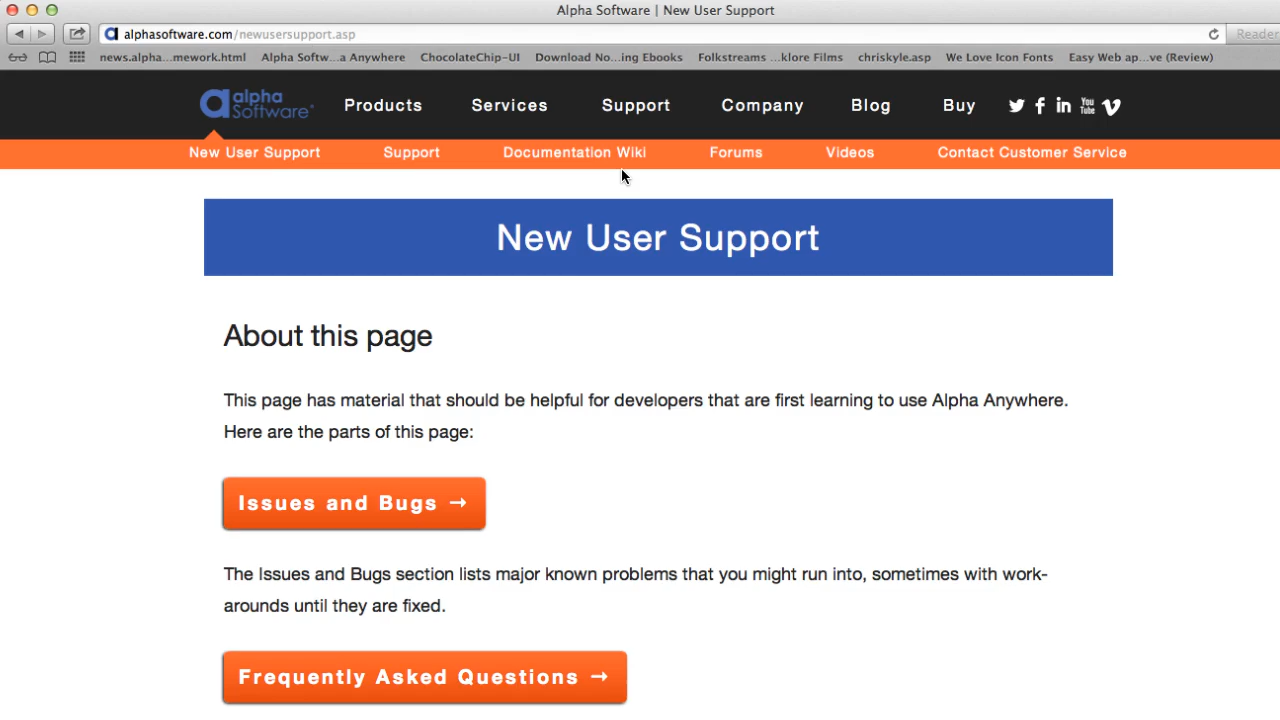 Alpha Software | New User Support
alphasoftware.com/newusersupport.asp
Reader
news.alpha...mework.html Alpha Softw...a Anywhere ChocolateChip-UI Download No...ing Ebooks Folkstreams ...klore Films chriskyle.asp We Love Icon Fonts Easy Web ap...ve (Review)
alpha Software
Products Services Support Company Blog Buy
You Tube
New User Support Support Documentation Wiki Forums Videos Contact Customer Service
New User Support
About this page
This page has material that should be helpful for developers that are first learning to use Alpha Anywhere.
Here are the parts of this page:
Issues and Bugs →
The Issues and Bugs section lists major known problems that you might run into, sometimes with work-
arounds until they are fixed.
Frequently Asked Questions →